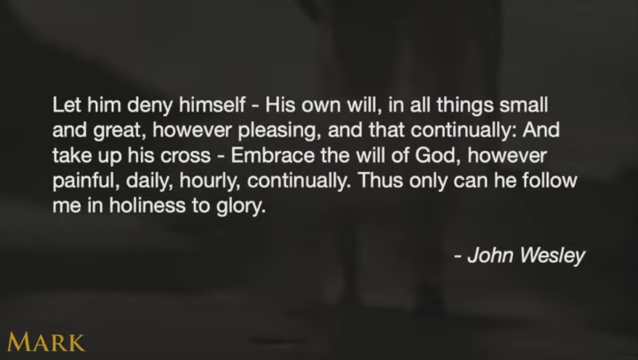 Let him deny himself - His own will, in all things small
and great, however pleasing, and that continually: And
take up his cross - Embrace the will of God, however
painful, daily, hourly, continually. Thus only can he follow
me in holiness to glory.
- John Wesley
MARK